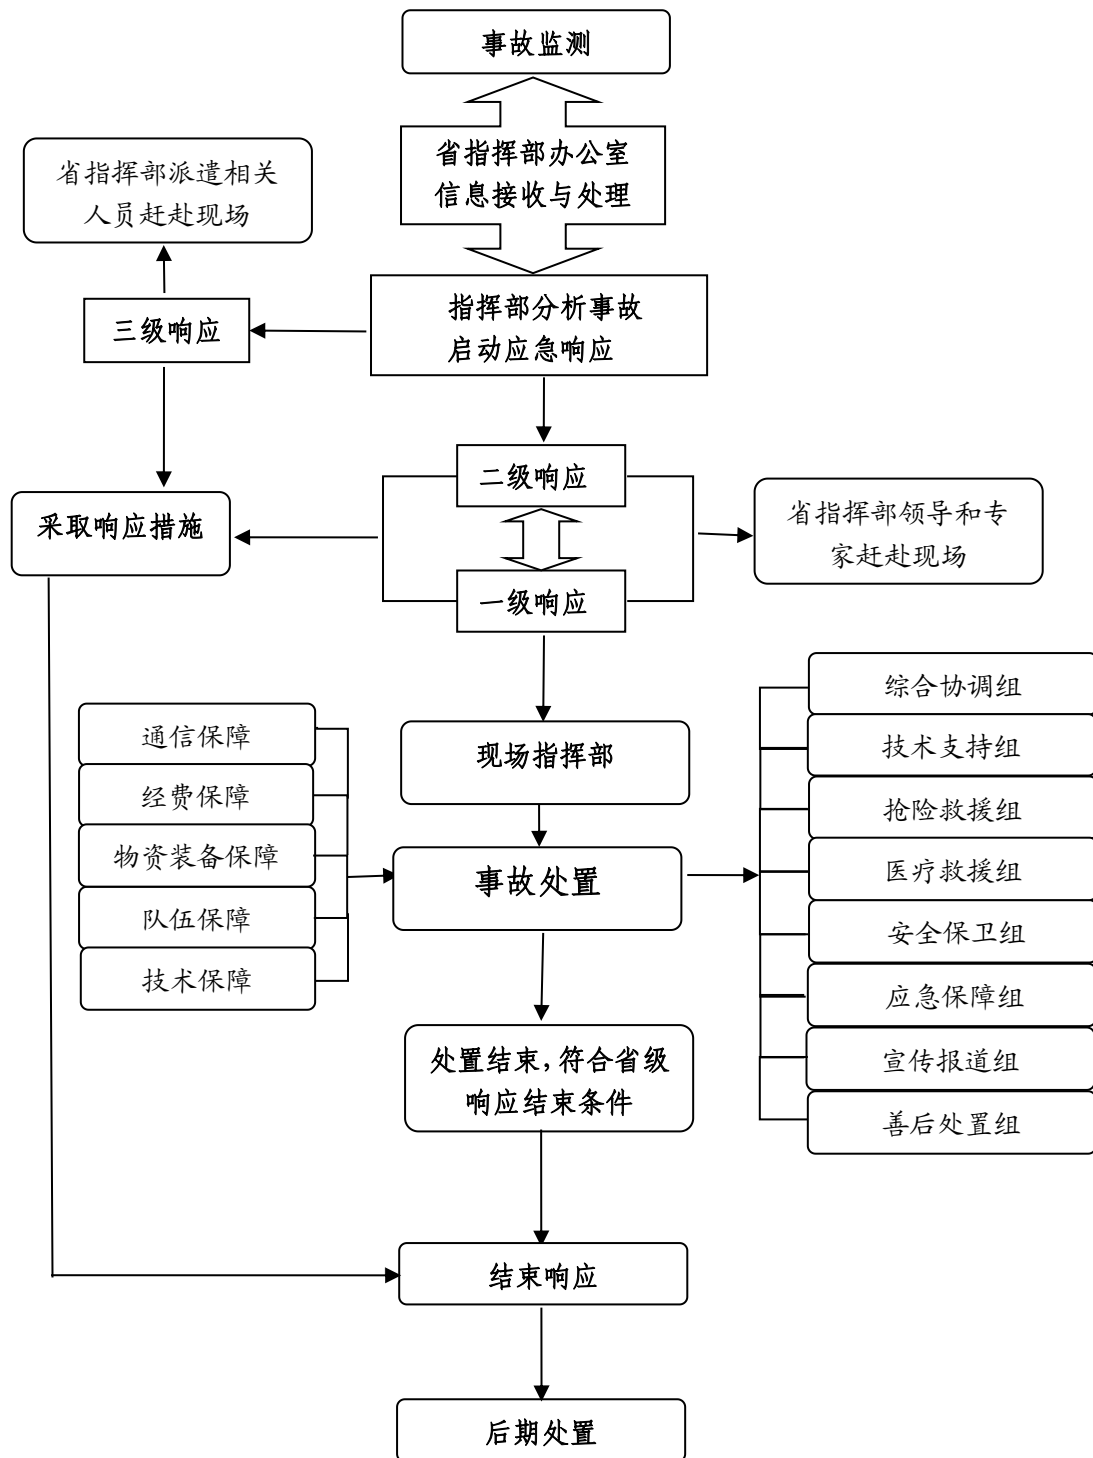 事故监测
省指挥部办公室
信息接收与处理
省指挥部派遣相关
人员赶赴现场
指挥部分析事故
启动应急响应
三级响应
二级响应
采取响应措施
省指挥部领导和专
家赶赴现场
一级响应
现场指挥部
通信保障
经费保障
物资装备保障
队伍保障
技术保障
事故处置
综合协调组
技术支持组
抢险救援组
医疗救援组
安全保卫组
应急保障组
宣传报道组
善后处置组
处置结束，符合省级
响应结束条件
结束响应
后期处置